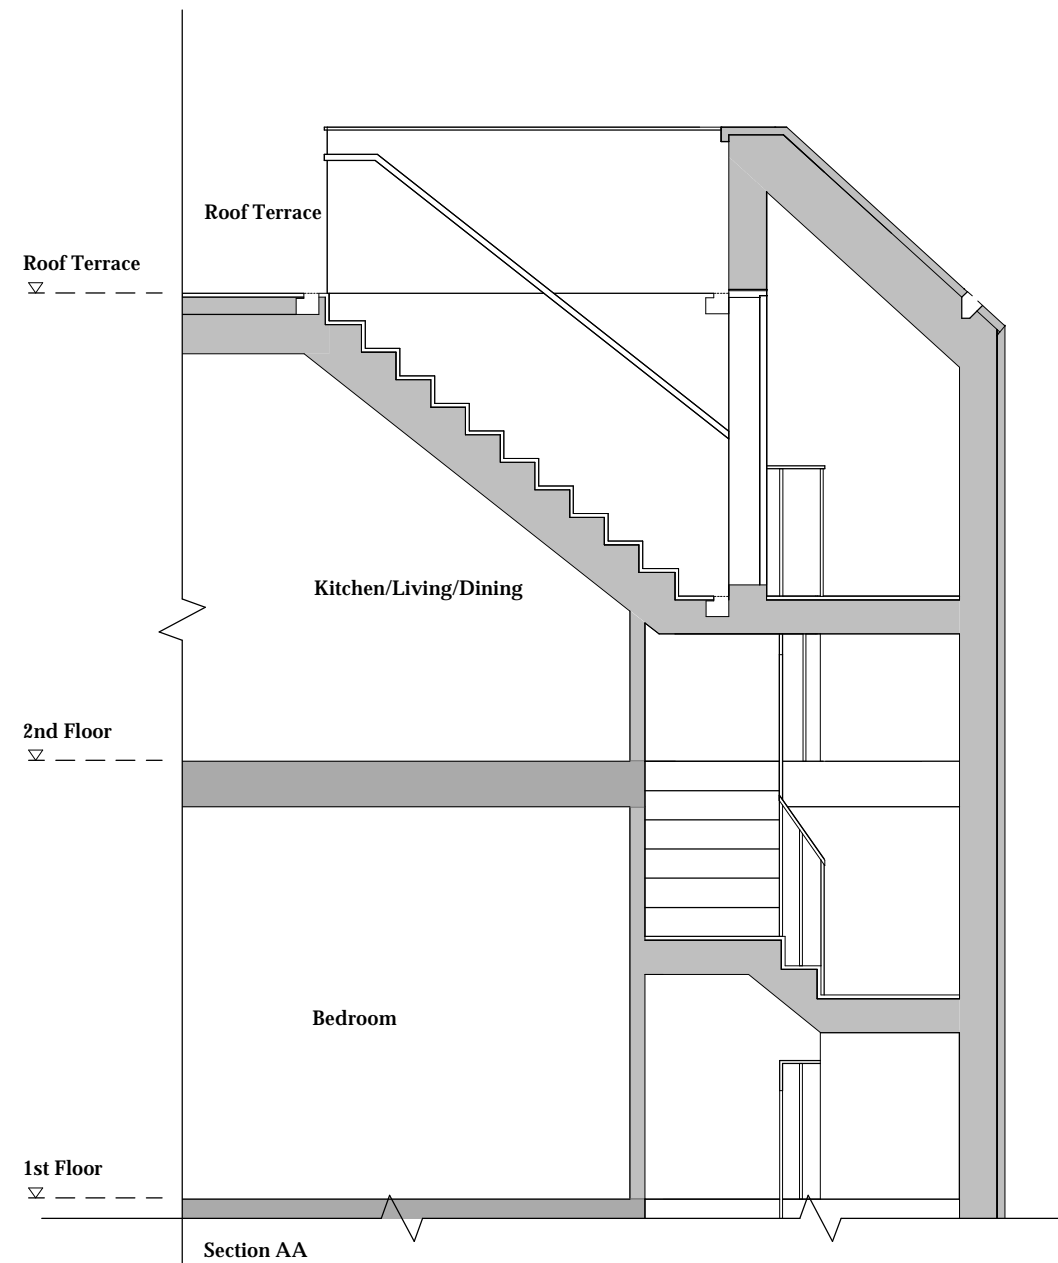 Roof Terrace
Roof Terrace
Kitchen/Living/Dining
2nd Floor
Bedroom
1st Floor
Section AA